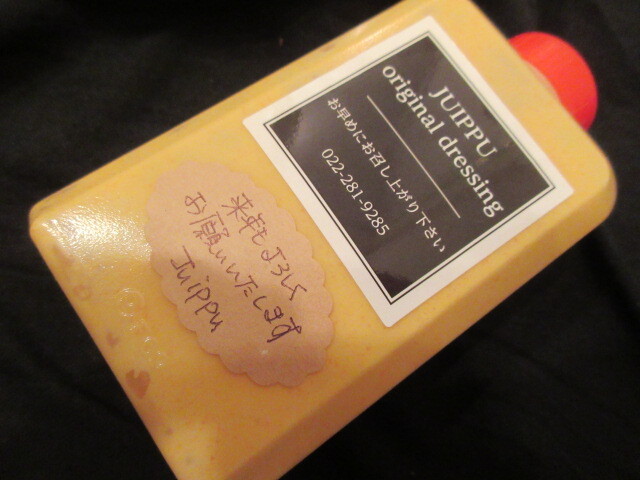 JUIPPU
original dressing
お早めにお召し上がり下さい
022-281-9285
来年もよろしく
お願いいたします
Juippu